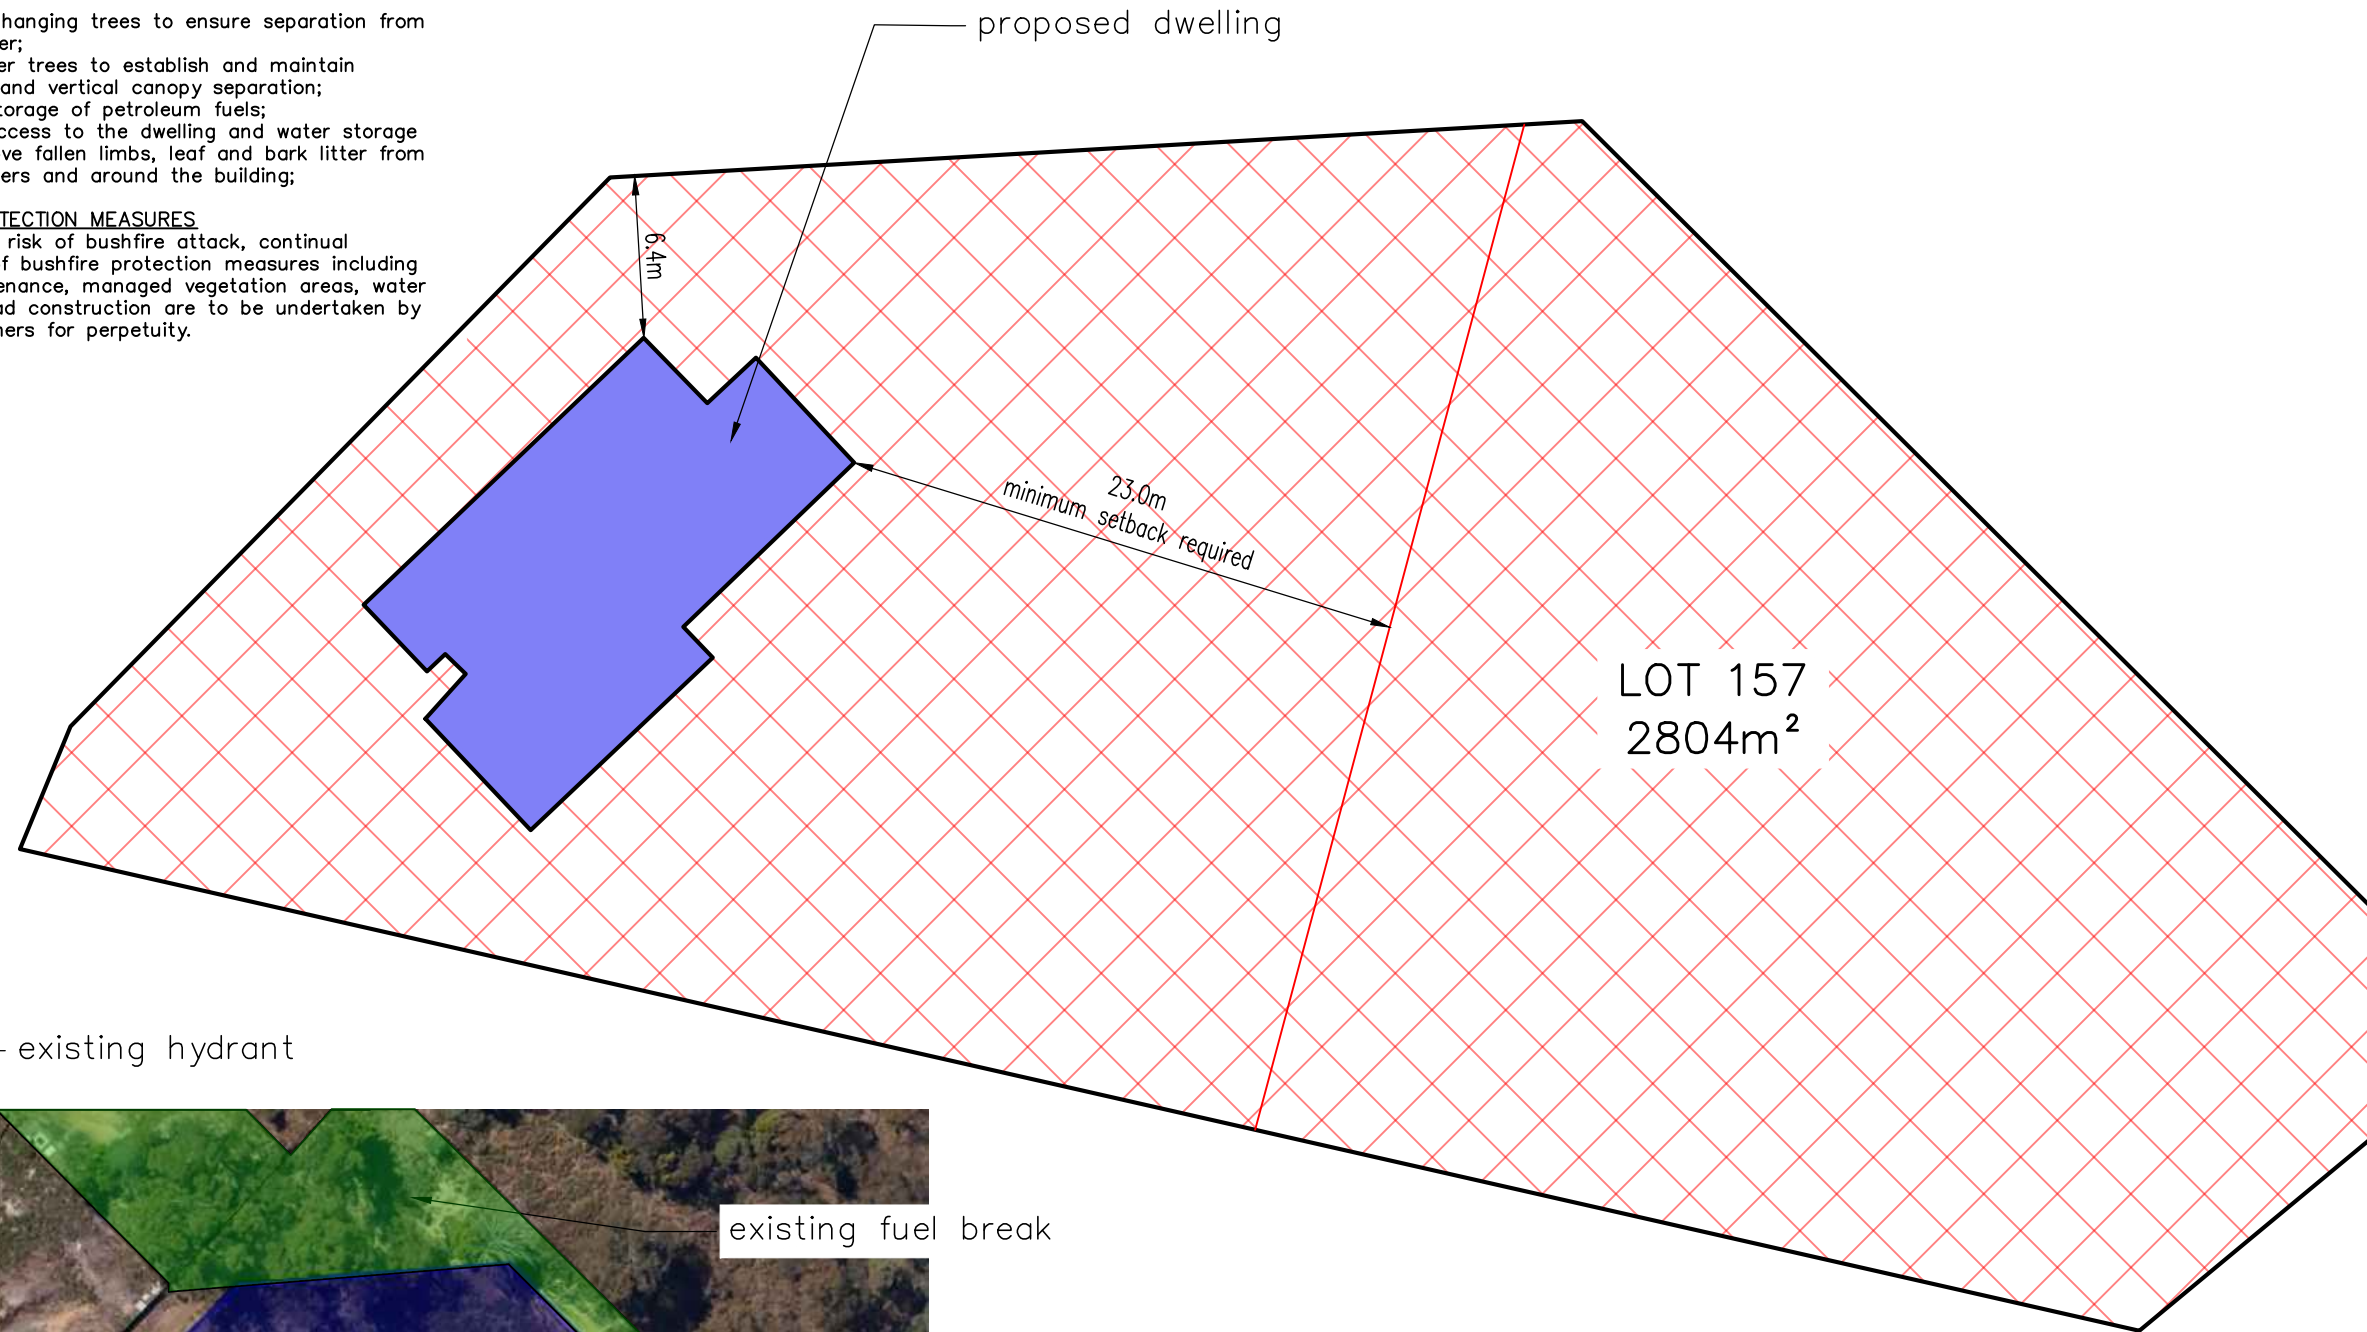 hanging trees to ensure separation from
er;
er trees to establish and maintain
and vertical canopy separation;
torage of petroleum fuels;
ccess to the dwelling and water storage
ve fallen limbs, leaf and bark litter from
ers and around the building;
TECTION MEASURES
risk of bushfire attack, continual
f bushfire protection measures including
enance, managed vegetation areas, water
ad construction are to be undertaken by
ners for perpetuity.
proposed dwelling
6.4m
23.0m
minimum setback required
LOT 157
2804m²
existing hydrant
existing fuel break